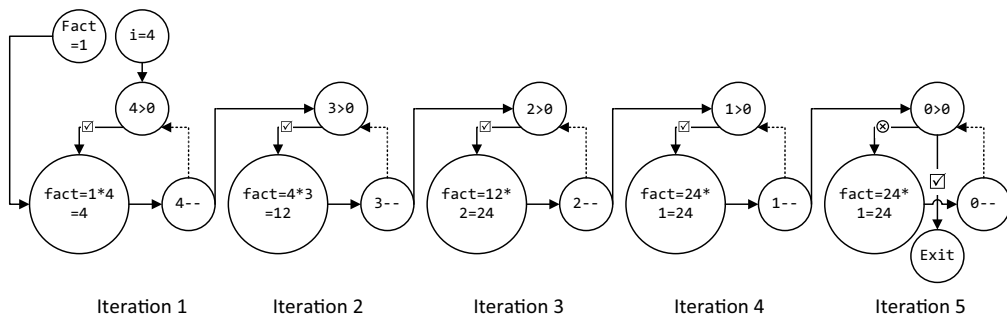 Fact
=1
i=4
4>0
3>0
2>0
1>0
0>0
fact=1*4
=4
4--
fact=4*3
=12
3--
fact=12*
2=24
2--
fact=24*
1=24
1--
fact=24*
1=24
0--
Exit
Iteration 1
Iteration 2
Iteration 3
Iteration 4
Iteration 5